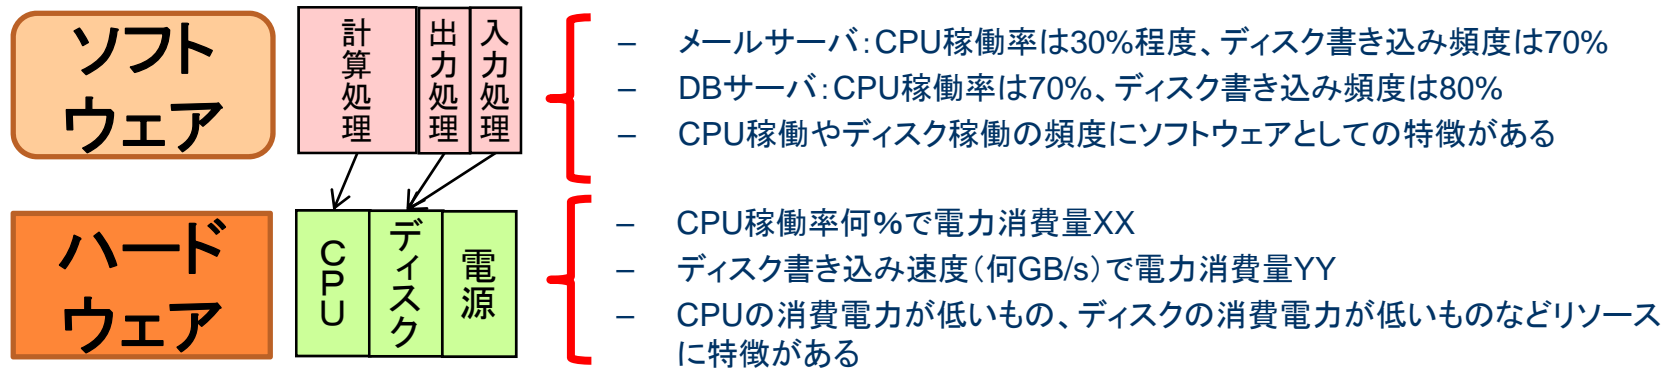 ソフト
ウェア
計算処理
出力処理
入力処理
– メールサーバ：CPU稼働率は30%程度、ディスク書き込み頻度は70%
– DBサーバ：CPU稼働率は70%、ディスク書き込み頻度は80%
– CPU稼働やディスク稼働の頻度にソフトウェアとしての特徴がある
ハード
ウェア
CPU
ディスク
電源
– CPU稼働率何%で電力消費量XX
– ディスク書き込み速度（何GB/s）で電力消費量YY
– CPUの消費電力が低いもの、ディスクの消費電力が低いものなどリソース
に特徴がある